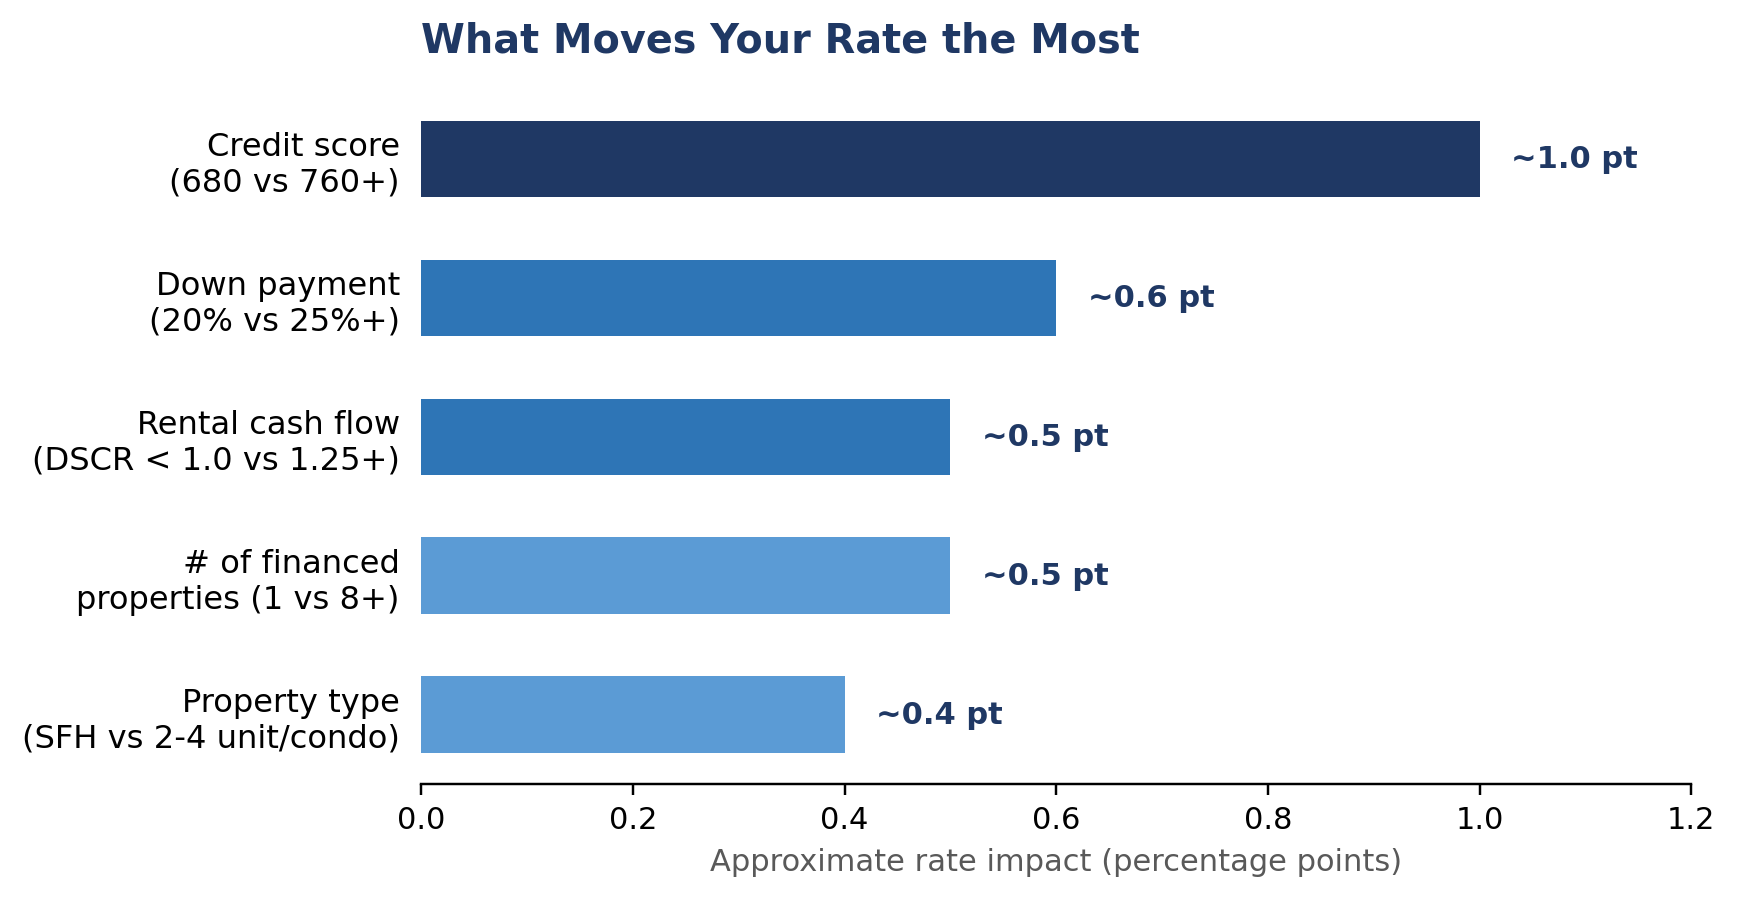 What Moves Your Rate the Most
Credit score
(680 vs 760+)
~1.0 pt
Down payment
(20% vs 25%+)
~0.6 pt
Rental cash flow
(DSCR < 1.0 vs 1.25+)
~0.5 pt
# of financed
properties (1 vs 8+)
~0.5 pt
Property type
(SFH vs 2-4 unit/condo)
~0.4 pt
0.0 0.2 0.4 0.6 0.8 1.0 1.2
Approximate rate impact (percentage points)